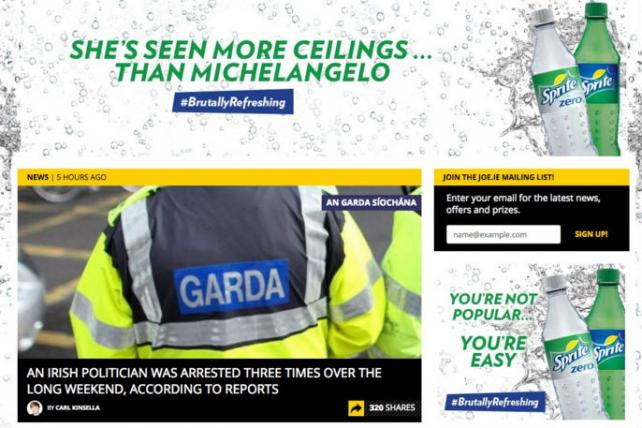 SHE'S SEEN MORE CEILINGS ...
THAN MICHELANGELO
#BrutallyRefreshing
Sprite
zero
Sprite
NEWS | 5 HOURS AGO
AN GARDA SÍOCHÁNA
GARDA
AN IRISH POLITICIAN WAS ARRESTED THREE TIMES OVER THE
LONG WEEKEND, ACCORDING TO REPORTS
BY CARL KINSELLA
320 SHARES
JOIN THE JOE.IE MAILING LIST!
Enter your email for the latest news,
offers and prizes.
name@example.com
SIGN UP!
YOU'RE NOT
POPULAR...
YOU'RE
EASY
Sprite
zero
Sprite
#BrutallyRefreshing